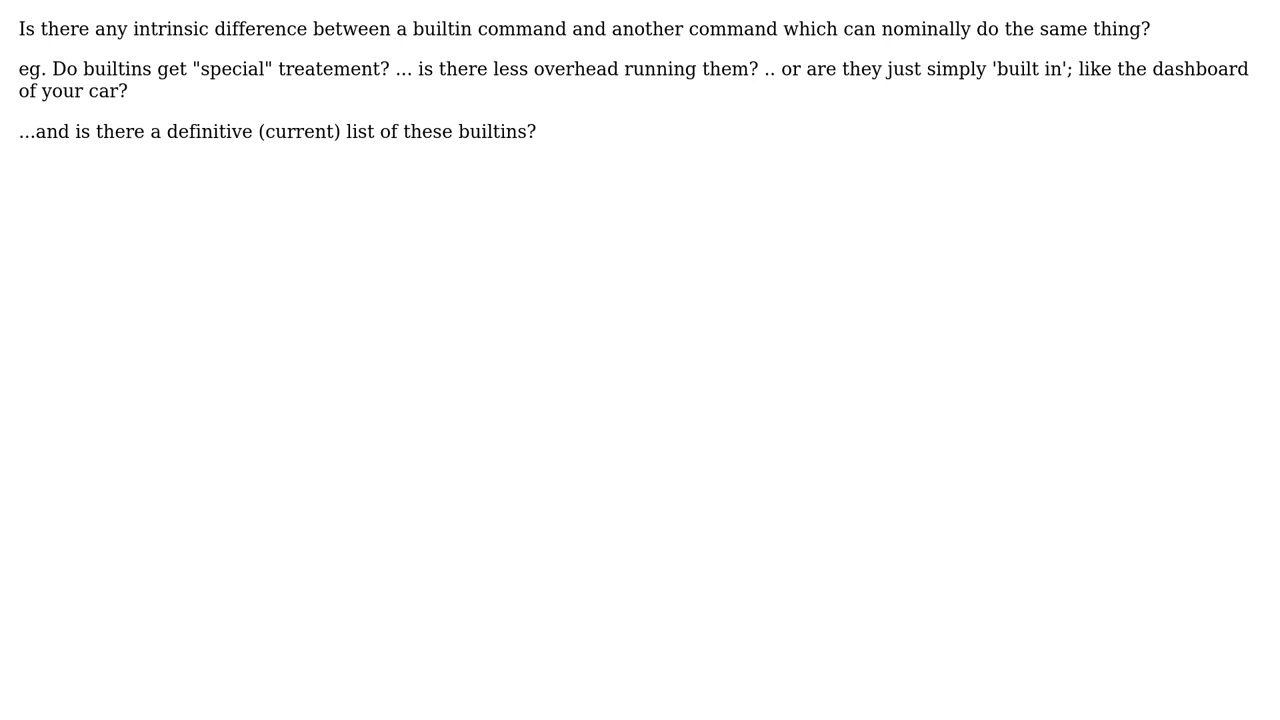 Is there any intrinsic difference between a builtin command and another command which can nominally do the same thing?
eg. Do builtins get "special" treatement? ... is there less overhead running them? .. or are they just simply 'built in'; like the dashboard
of your car?
...and is there a definitive (current) list of these builtins?